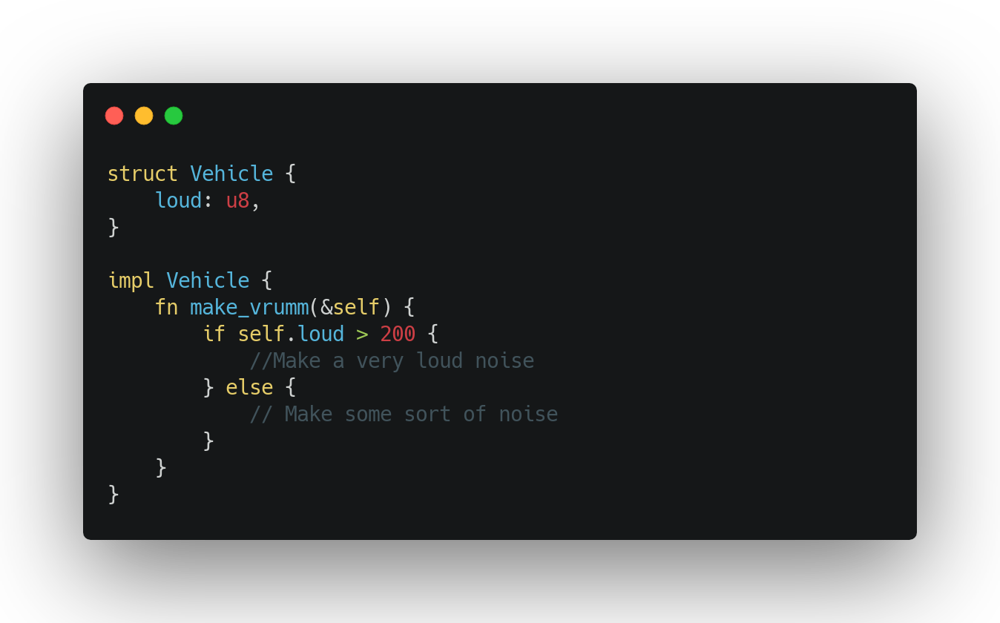 struct Vehicle {
    loud: u8,
}

impl Vehicle {
    fn make_vrumm(&self) {
        if self.loud > 200 {
            //Make a very loud noise
        } else {
            // Make some sort of noise
        }
    }
}